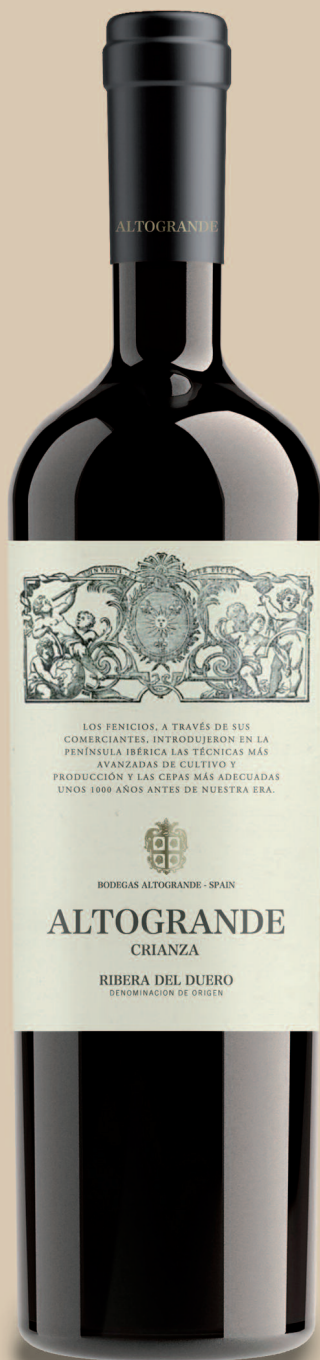 ALTOGRANDE
LOS FENICIOS, A TRAVÉS DE SUS
COMERCIANTES, INTRODUJERON EN LA
PENÍNSULA IBÉRICA LAS TÉCNICAS MÁS
AVANZADAS DE CULTIVO Y
PRODUCCIÓN Y LAS CEPAS MÁS ADECUADAS
UNOS 1000 AÑOS ANTES DE NUESTRA ERA.
BODEGAS ALTOGRANDE - SPAIN
ALTOGRANDE
CRIANZA
RIBERA DEL DUERO
DENOMINACION DE ORIGEN